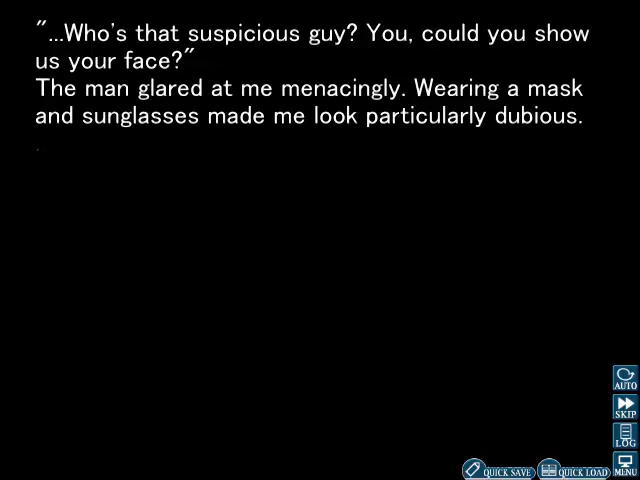 "...Who's that suspicious guy? You, could you show
us your face?"
The man glared at me menacingly. Wearing a mask
and sunglasses made me look particularly dubious.
AUTO
SKIP
LOG
MENU
QUICK SAVE
QUICK LOAD